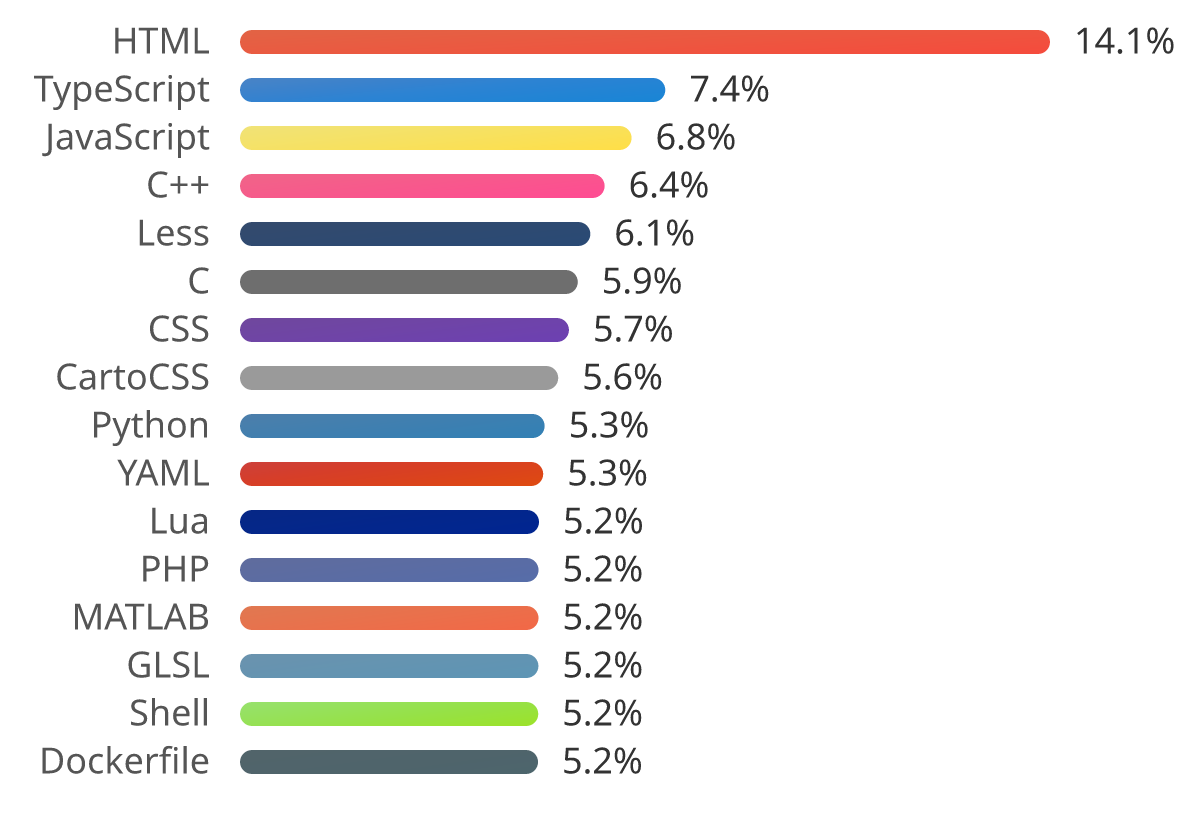 HTML 14.1%
TypeScript 7.4%
JavaScript 6.8%
C++ 6.4%
Less 6.1%
C 5.9%
CSS 5.7%
CartoCSS 5.6%
Python 5.3%
YAML 5.3%
Lua 5.2%
PHP 5.2%
MATLAB 5.2%
GLSL 5.2%
Shell 5.2%
Dockerfile 5.2%